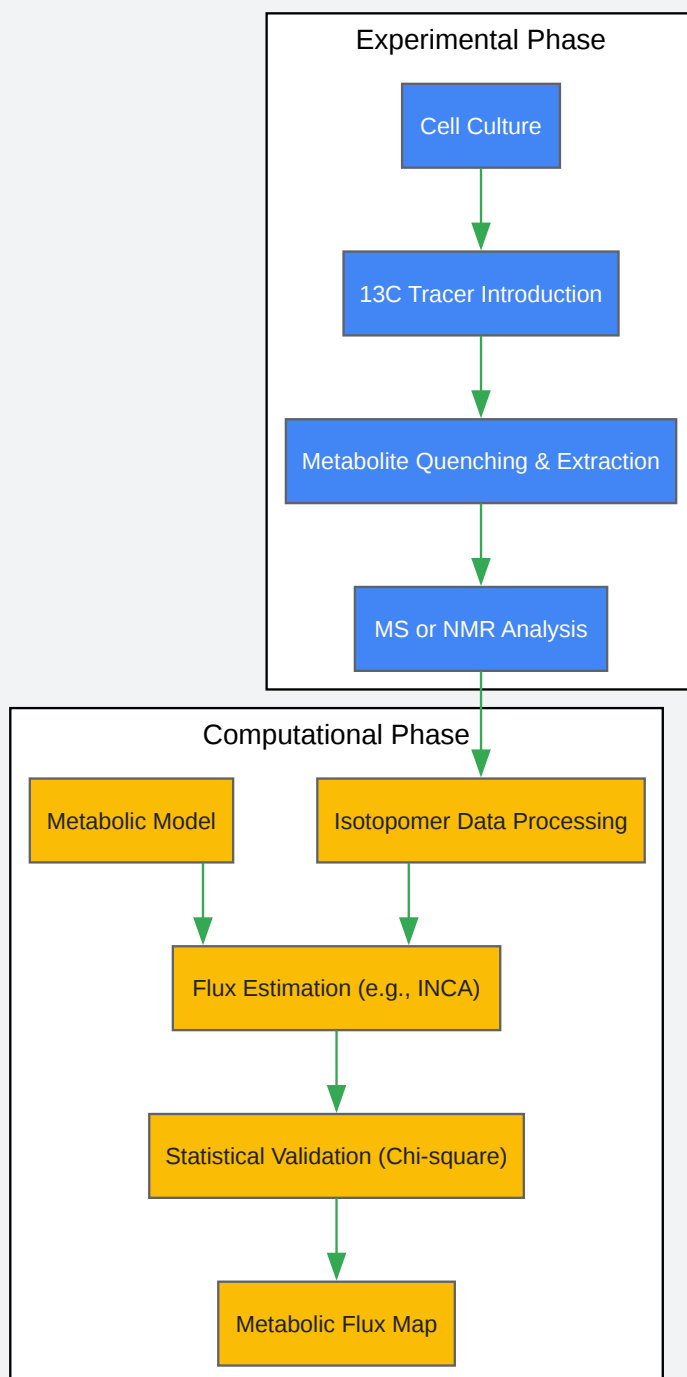 Experimental Phase
Cell Culture
13C Tracer Introduction
Metabolite Quenching & Extraction
MS or NMR Analysis
Computational Phase
Metabolic Model
Isotopomer Data Processing
Flux Estimation (e.g., INCA)
Statistical Validation (Chi-square)
Metabolic Flux Map